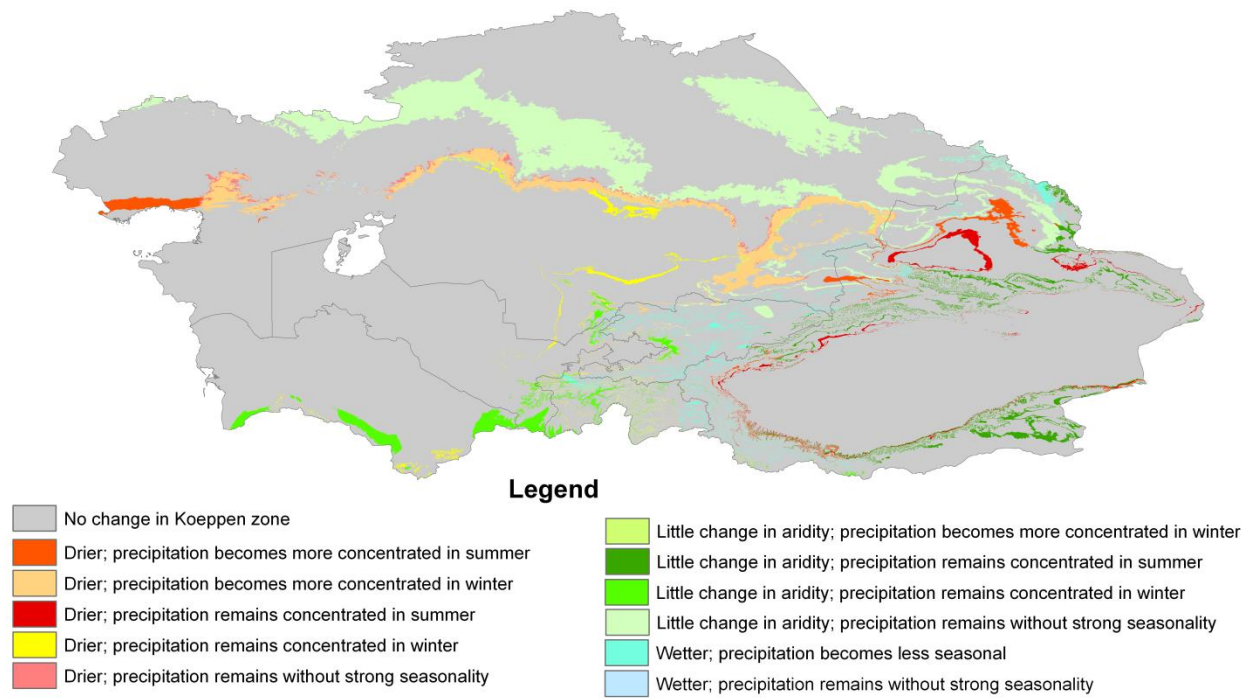 Legend
No change in Koeppen zone
Drier; precipitation becomes more concentrated in summer
Drier; precipitation becomes more concentrated in winter
Drier; precipitation remains concentrated in summer
Drier; precipitation remains concentrated in winter
Drier; precipitation remains without strong seasonality
Little change in aridity; precipitation becomes more concentrated in winter
Little change in aridity; precipitation remains concentrated in summer
Little change in aridity; precipitation remains concentrated in winter
Little change in aridity; precipitation remains without strong seasonality
Wetter; precipitation becomes less seasonal
Wetter; precipitation remains without strong seasonality